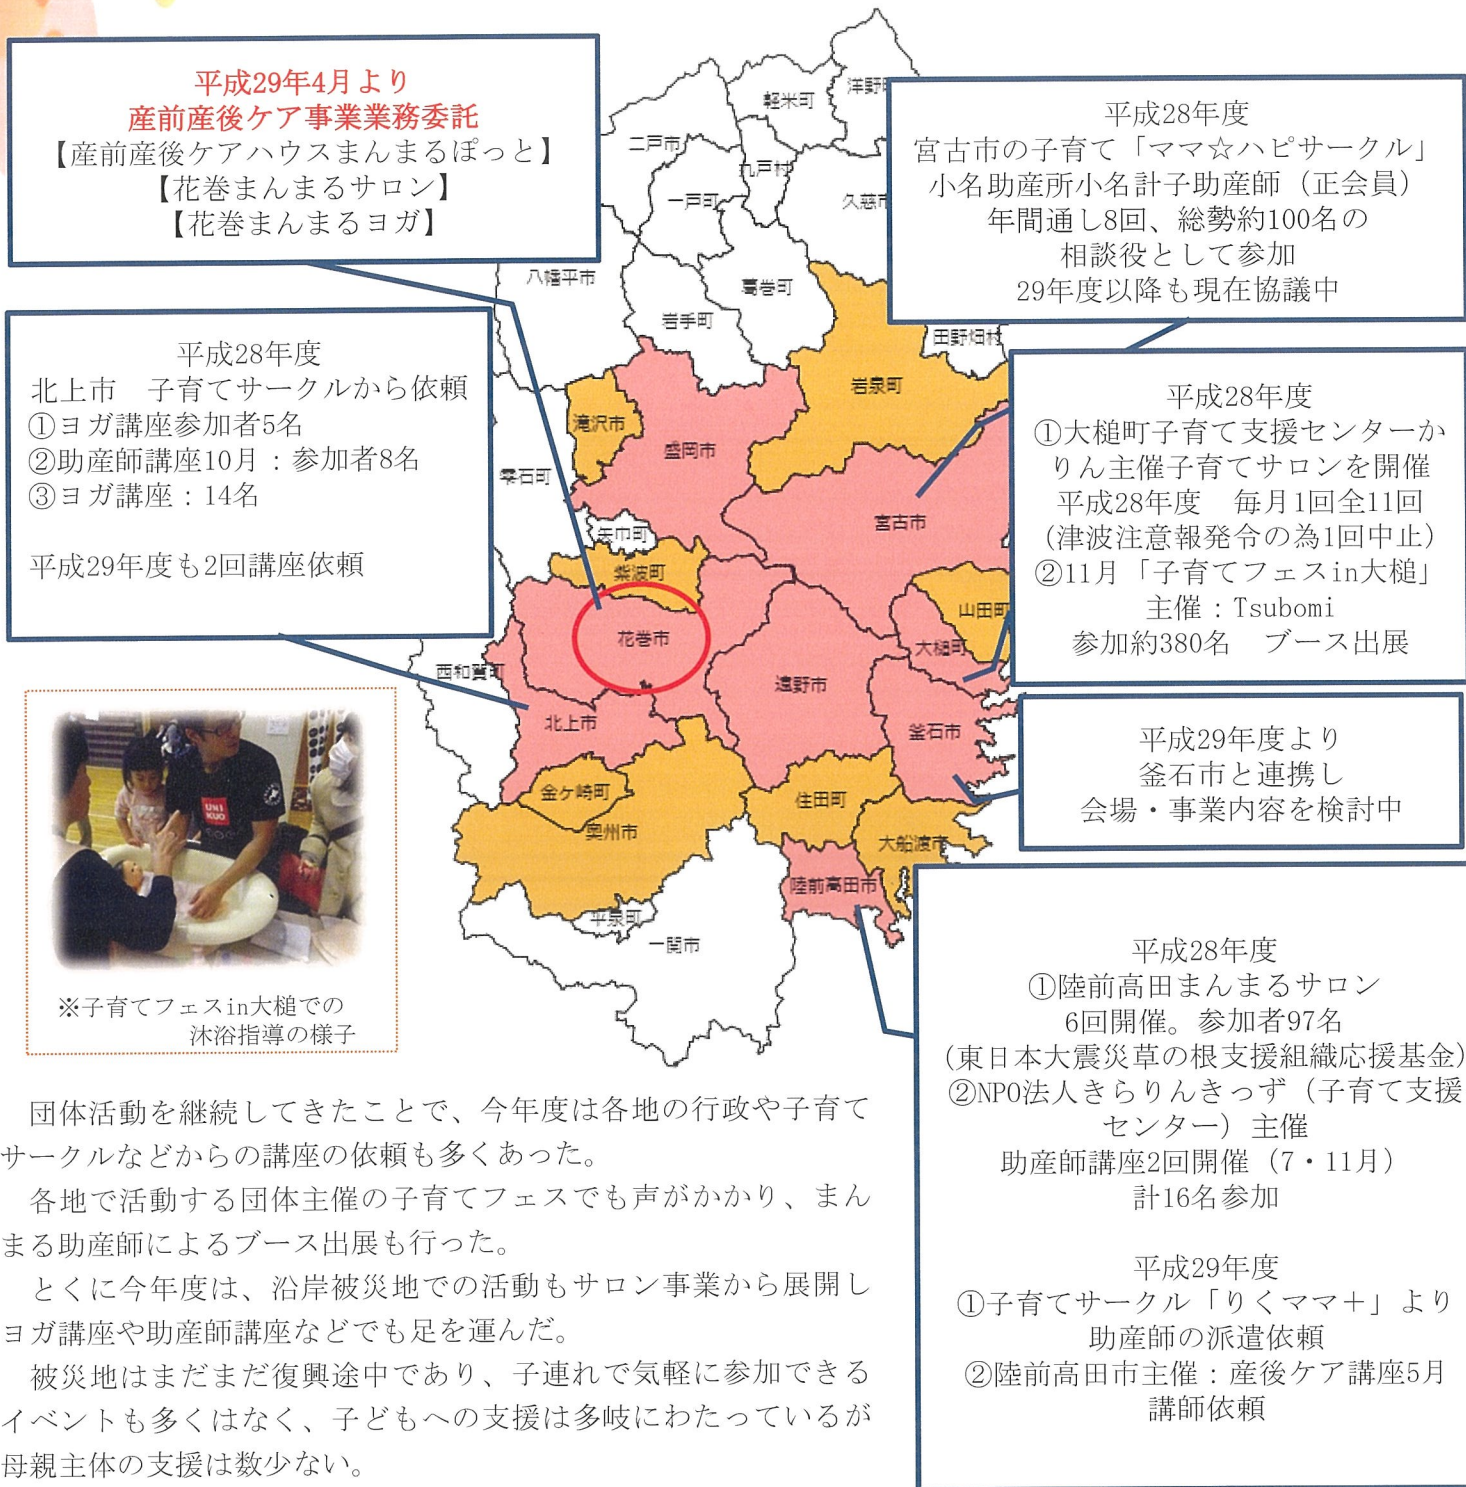 平成29年4月より
産前産後ケア事業業務委託
【産前産後ケアハウスまんまるぽっと】
【花巻まんまるサロン】
【花巻まんまるヨガ】
平成28年度
宮古市の子育て「ママ☆ハピサークル」
小名助産所小名計子助産師（正会員）
年間通し8回、総勢約100名の
相談役として参加
29年度以降も現在協議中
平成28年度
北上市　子育てサークルから依頼
①ヨガ講座参加者5名
②助産師講座10月：参加者8名
③ヨガ講座：14名
平成29年度も2回講座依頼
平成28年度
①大槌町子育て支援センターか
りん主催子育てサロンを開催
平成28年度　毎月1回全11回
(津波注意報発令の為1回中止)
②11月「子育てフェスin大槌」
主催：Tsubomi
参加約380名　ブース出展
平成29年度より
釜石市と連携し
会場・事業内容を検討中
平成28年度
①陸前高田まんまるサロン
6回開催。参加者97名
(東日本大震災草の根支援組織応援基金)
②NPO法人きらりんきっず（子育て支援
センター）主催
助産師講座2回開催（7・11月）
計16名参加
平成29年度
①子育てサークル「りくママ＋」より
助産師の派遣依頼
②陸前高田市主催：産後ケア講座5月
講師依頼
洋野
軽米町
二戸市
九戸村
一戸町
久慈市
八幡平市
葛巻町
岩手町
田野畑村
岩泉町
滝沢市
盛岡市
雫石町
宮古市
矢巾町
紫波町
山田町
花巻市
大槌町
西和賀町
遠野市
北上市
釜石市
金ケ崎町
住田町
奥州市
大船渡市
陸前高田市
平泉町
一関市
UNI
KUO
※子育てフェスin大槌での
沐浴指導の様子
団体活動を継続してきたことで、今年度は各地の行政や子育て
サークルなどからの講座の依頼も多くあった。
各地で活動する団体主催の子育てフェスでも声がかかり、まん
まる助産師によるブース出展も行った。
とくに今年度は、沿岸被災地での活動もサロン事業から展開し
ヨガ講座や助産師講座などでも足を運んだ。
被災地はまだまだ復興途中であり、子連れで気軽に参加できる
イベントも多くはなく、子どもへの支援は多岐にわたっているが
母親主体の支援は数少ない。